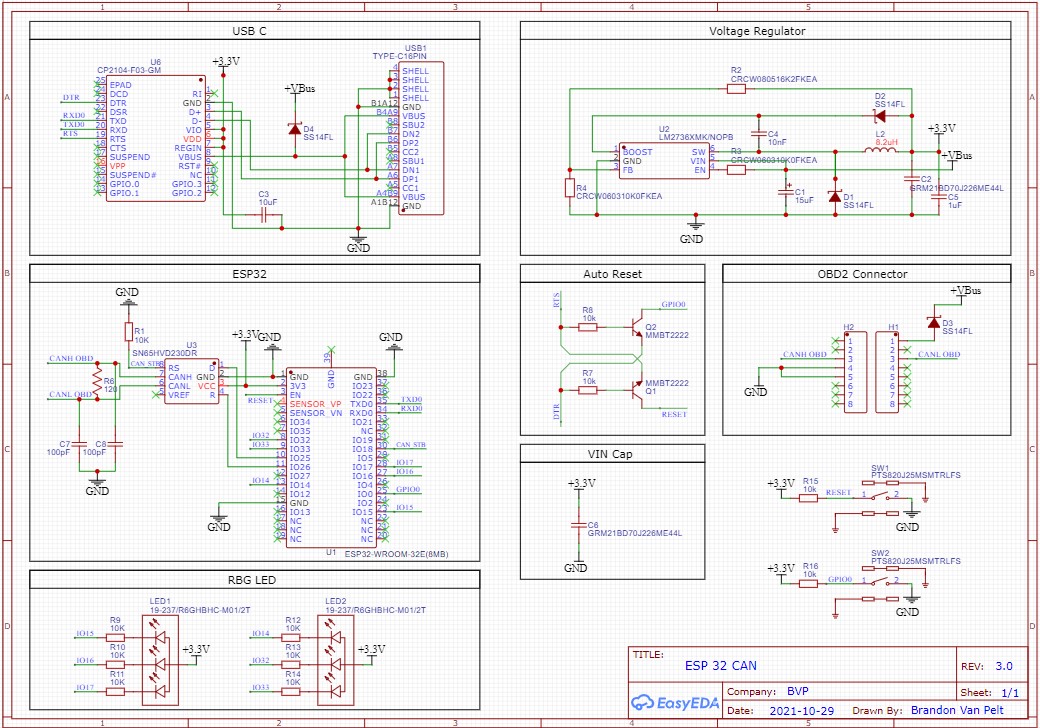 1 2 3 4 5
A
B
C
D
USB C
U6
CP2104-F03-GM
EPAD
DCD
DTR
DSR
TXD
RXD
RTS
CTS
SUSPEND
VPP
SUSPEND#
GPIO.0
GPIO.1
RI
GND
D+
D-
VIO
VDD
REGIN
VBUS
RST#
NC
GPIO.3
GPIO.2
DTR
RXD0
TXD0
RTS
+3.3V
+VBus
D4
SS14FL
C3
10uF
GND
USB1
TYPE-C16PIN
SHELL
SHELL
SHELL
SHELL
GND
VBUS
SBU2
DN2
DP2
CC2
SBU1
DN1
DP1
CC1
VBUS
GND
B1A12
B4A9
A4B9
A1B12
Voltage Regulator
R2
CRCW080516K2FKEA
D2
SS14FL
U2
LM2736XMK/NOPB
BOOST
GND
FB
SW
VIN
EN
C4
10nF
L2
8.2uH
+3.3V
+VBus
R3
CRCW060310K0FKEA
R4
CRCW060310K0FKEA
C1
15uF
D1
SS14FL
C2
GRM21BD70J226ME44L
C5
1uF
GND
ESP32
GND
R1
10K
U3
SN65HVD230DR
CAN_STB
RS
CANH
CANL
VREF
D
GND
VCC
R
CANH OBD
CANL OBD
R6
120
C7
100pF
C8
100pF
GND
+3.3V
GND
GND
RESET
GND
3V3
EN
SENSOR_VP
SENSOR_VN
IO34
IO35
IO32
IO33
IO25
IO26
IO27
IO14
IO12
GND
IO13
NC
NC
NC
39
GND
GND
IO23
IO22
TXD0
RXD0
IO21
NC
IO19
IO18
IO5
IO17
IO16
IO4
IO0
IO2
IO15
NC
NC
NC
IO32
IO33
IO14
TXD0
RXD0
CAN_STB
IO17
IO16
GPIO0
IO15
GND
U1 ESP32-WROOM-32E(8MB)
Auto Reset
RTS
R8
10k
GPIO0
Q2
MMBT2222
R7
10k
MMBT2222
Q1
DTR
RESET
OBD2 Connector
+VBus
D3
SS14FL
H2
1
2
3
4
5
6
7
8
H1
1
2
3
4
5
6
7
8
CANH OBD
CANL OBD
GND
VIN Cap
+3.3V
C6
GRM21BD70J226ME44L
GND
SW1
PTS820J25MSMTRLFS
+3.3V
R15
10k
RESET
1 2
GND
SW2
PTS820J25MSMTRLFS
+3.3V
R16
10k
GPIO0
1 2
GND
RBG LED
LED1
19-237/R6GHBHC-M01/2T
IO15
R9
10K
IO16
R10
10K
IO17
R11
10K
+3.3V
LED2
19-237/R6GHBHC-M01/2T
IO14
R12
10K
IO32
R13
10K
IO33
R14
10K
+3.3V
TITLE:
ESP 32 CAN
REV: 3.0
EasyEDA
Company: BVP
Sheet: 1/1
Date: 2021-10-29
Drawn By: Brandon Van Pelt
1 2 3 4 5